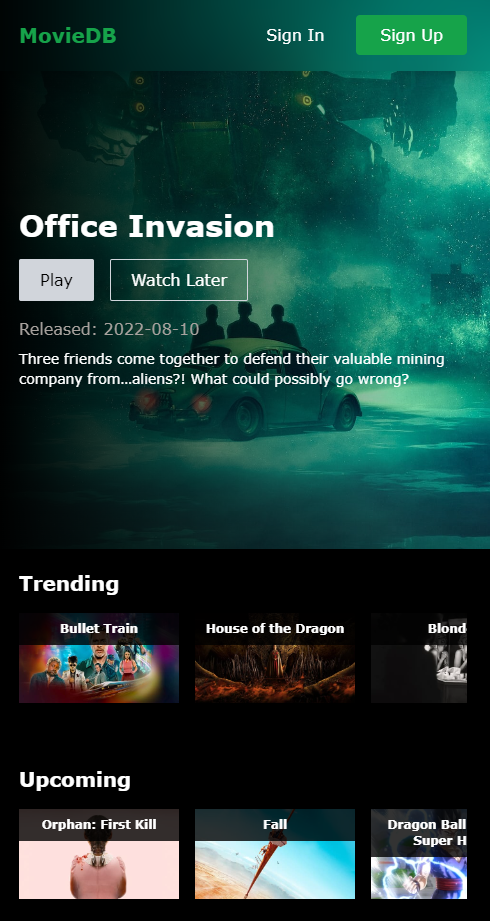 MovieDB
Sign In
Sign Up
Office Invasion
Play
Watch Later
Released: 2022-08-10
Three friends come together to defend their valuable mining
company from...aliens?! What could possibly go wrong?
Trending
Bullet Train
House of the Dragon
Blond
Upcoming
Orphan: First Kill
Fall
Dragon Ball
Super H